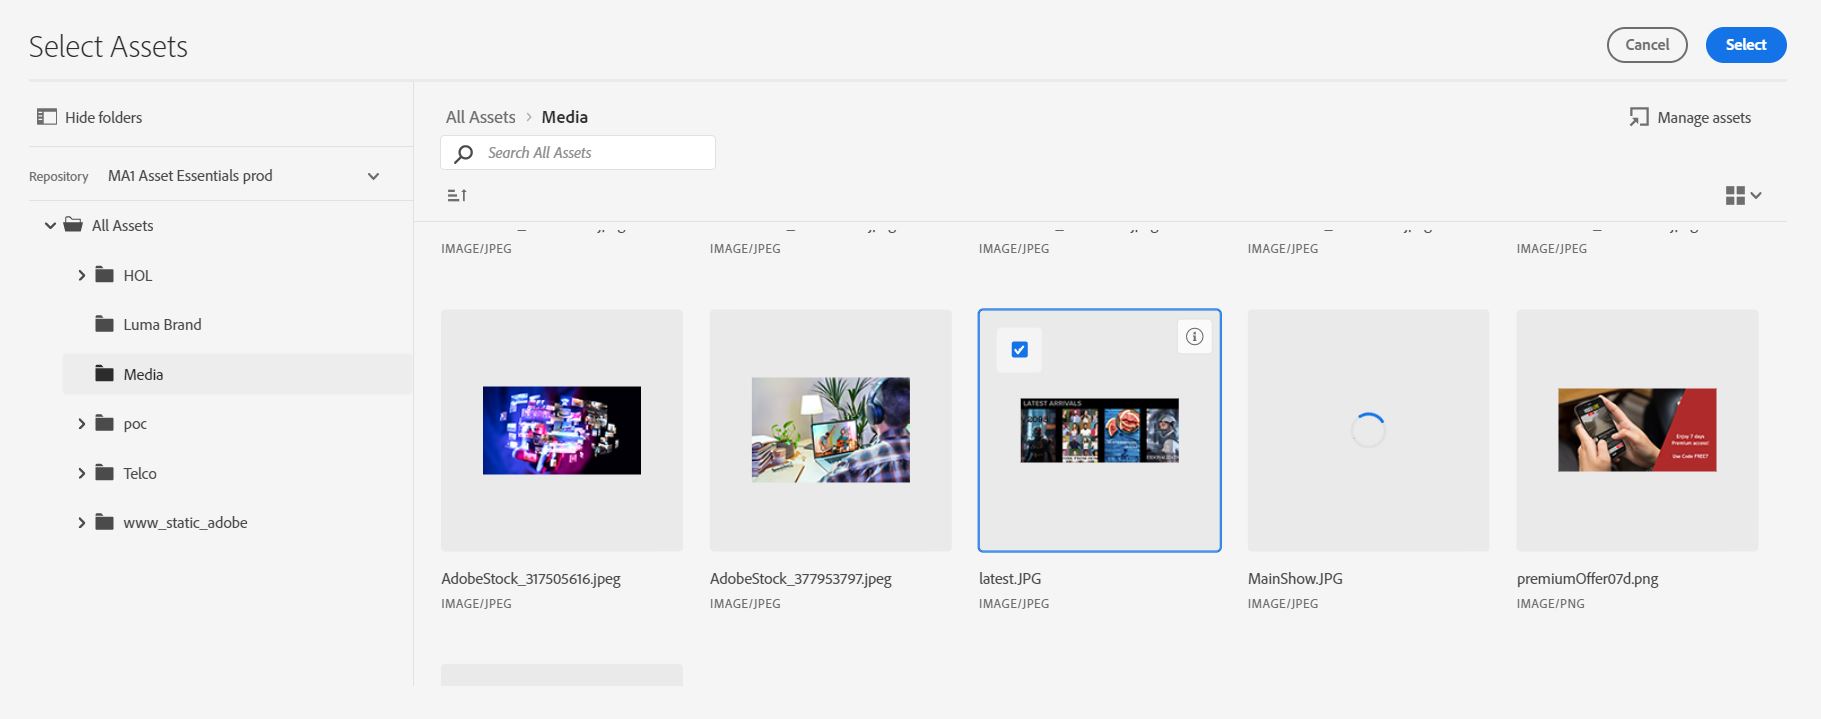 Select Assets
Cancel
Select
Hide folders
All Assets › Media
Manage assets
Search All Assets
Repository MA1 Asset Essentials prod
All Assets
HOL
Luma Brand
Media
poc
Telco
www_static_adobe
IMAGE/JPEG
IMAGE/JPEG
IMAGE/JPEG
IMAGE/JPEG
IMAGE/JPEG
LATEST ARRIVALS
Enjoy 7 days
Premium access!
Use Code FREE7
AdobeStock_317505616.jpeg
IMAGE/JPEG
AdobeStock_377953797.jpeg
IMAGE/JPEG
latest.JPG
IMAGE/JPEG
MainShow.JPG
IMAGE/JPEG
premiumOffer07d.png
IMAGE/PNG